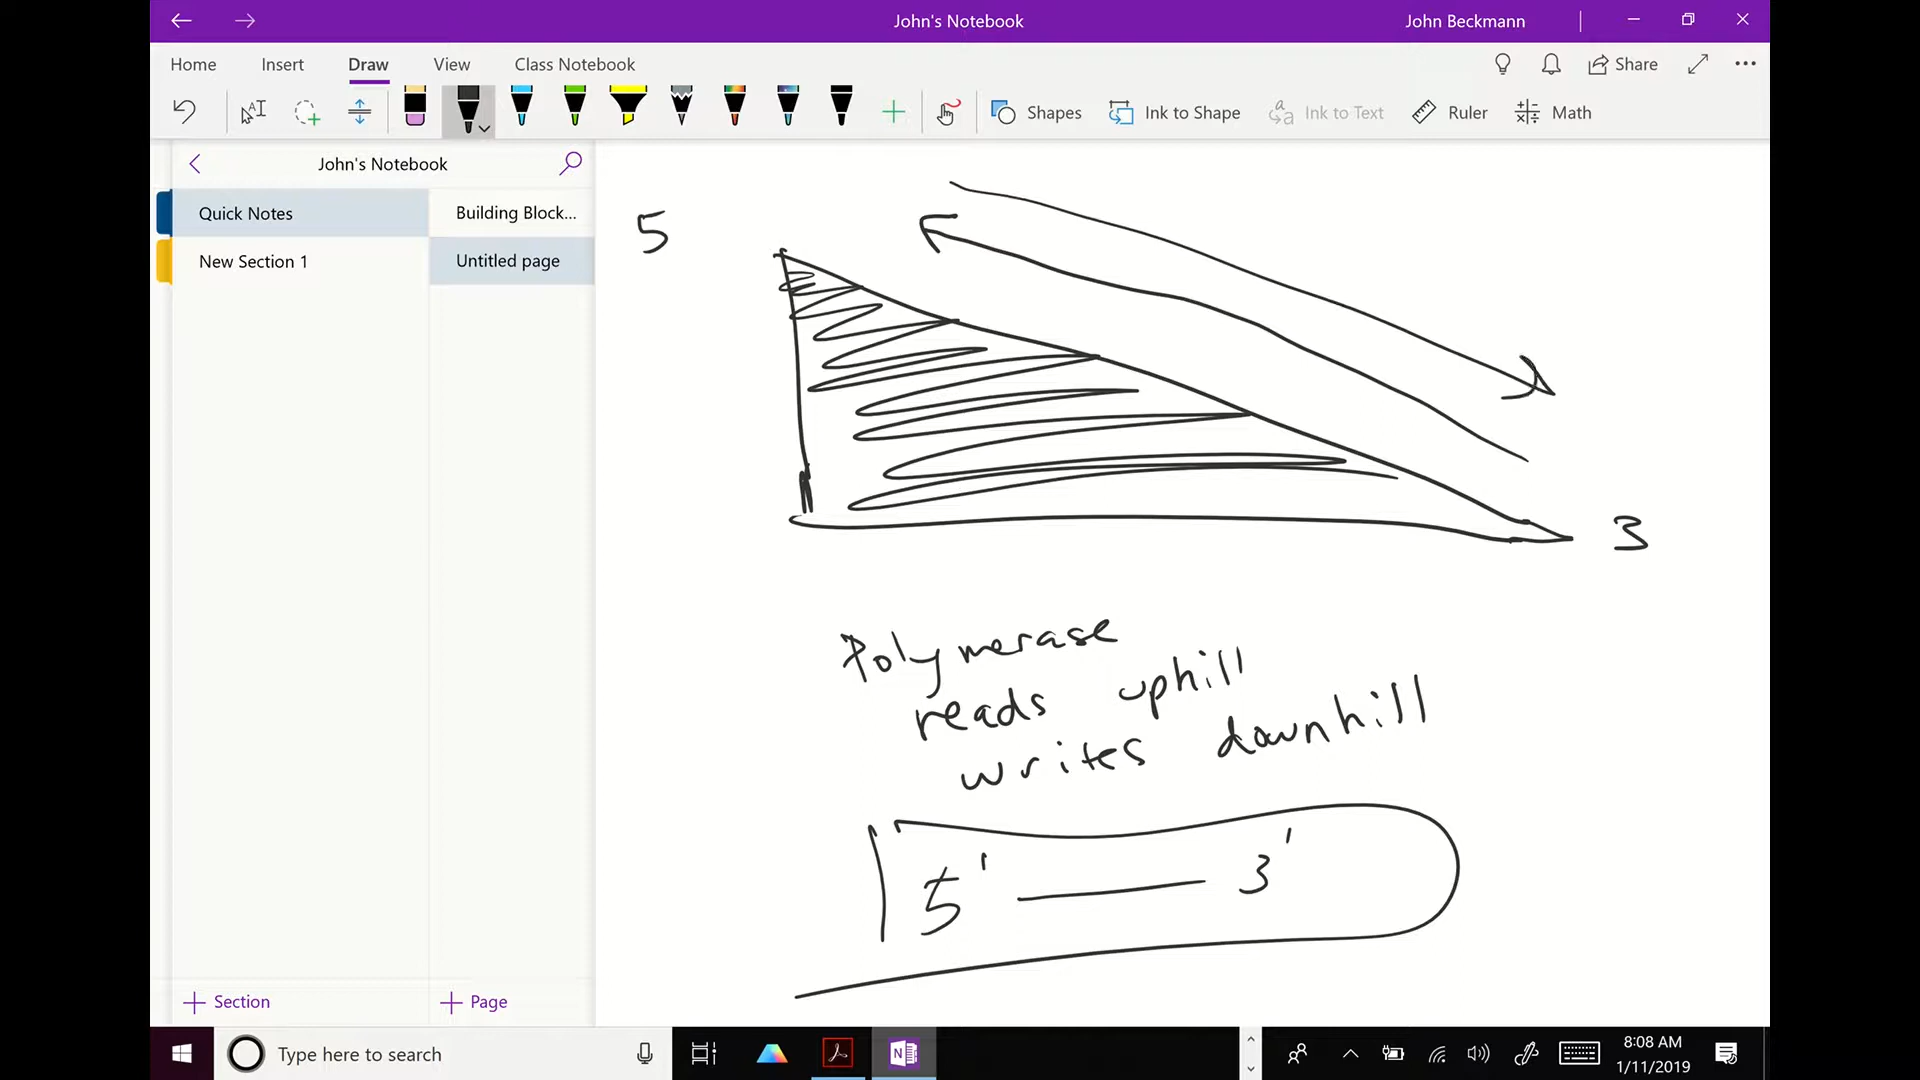 John's Notebook
John Beckmann
Home Insert Draw View Class Notebook
Share
Shapes Ink to Shape Ink to Text Ruler Math
John's Notebook
Quick Notes
Building Block...
New Section 1
Untitled page
5
3
Polymerase
reads uphill
writes downhill
5' — 3'
Section
Page
Type here to search
8:08 AM
1/11/2019